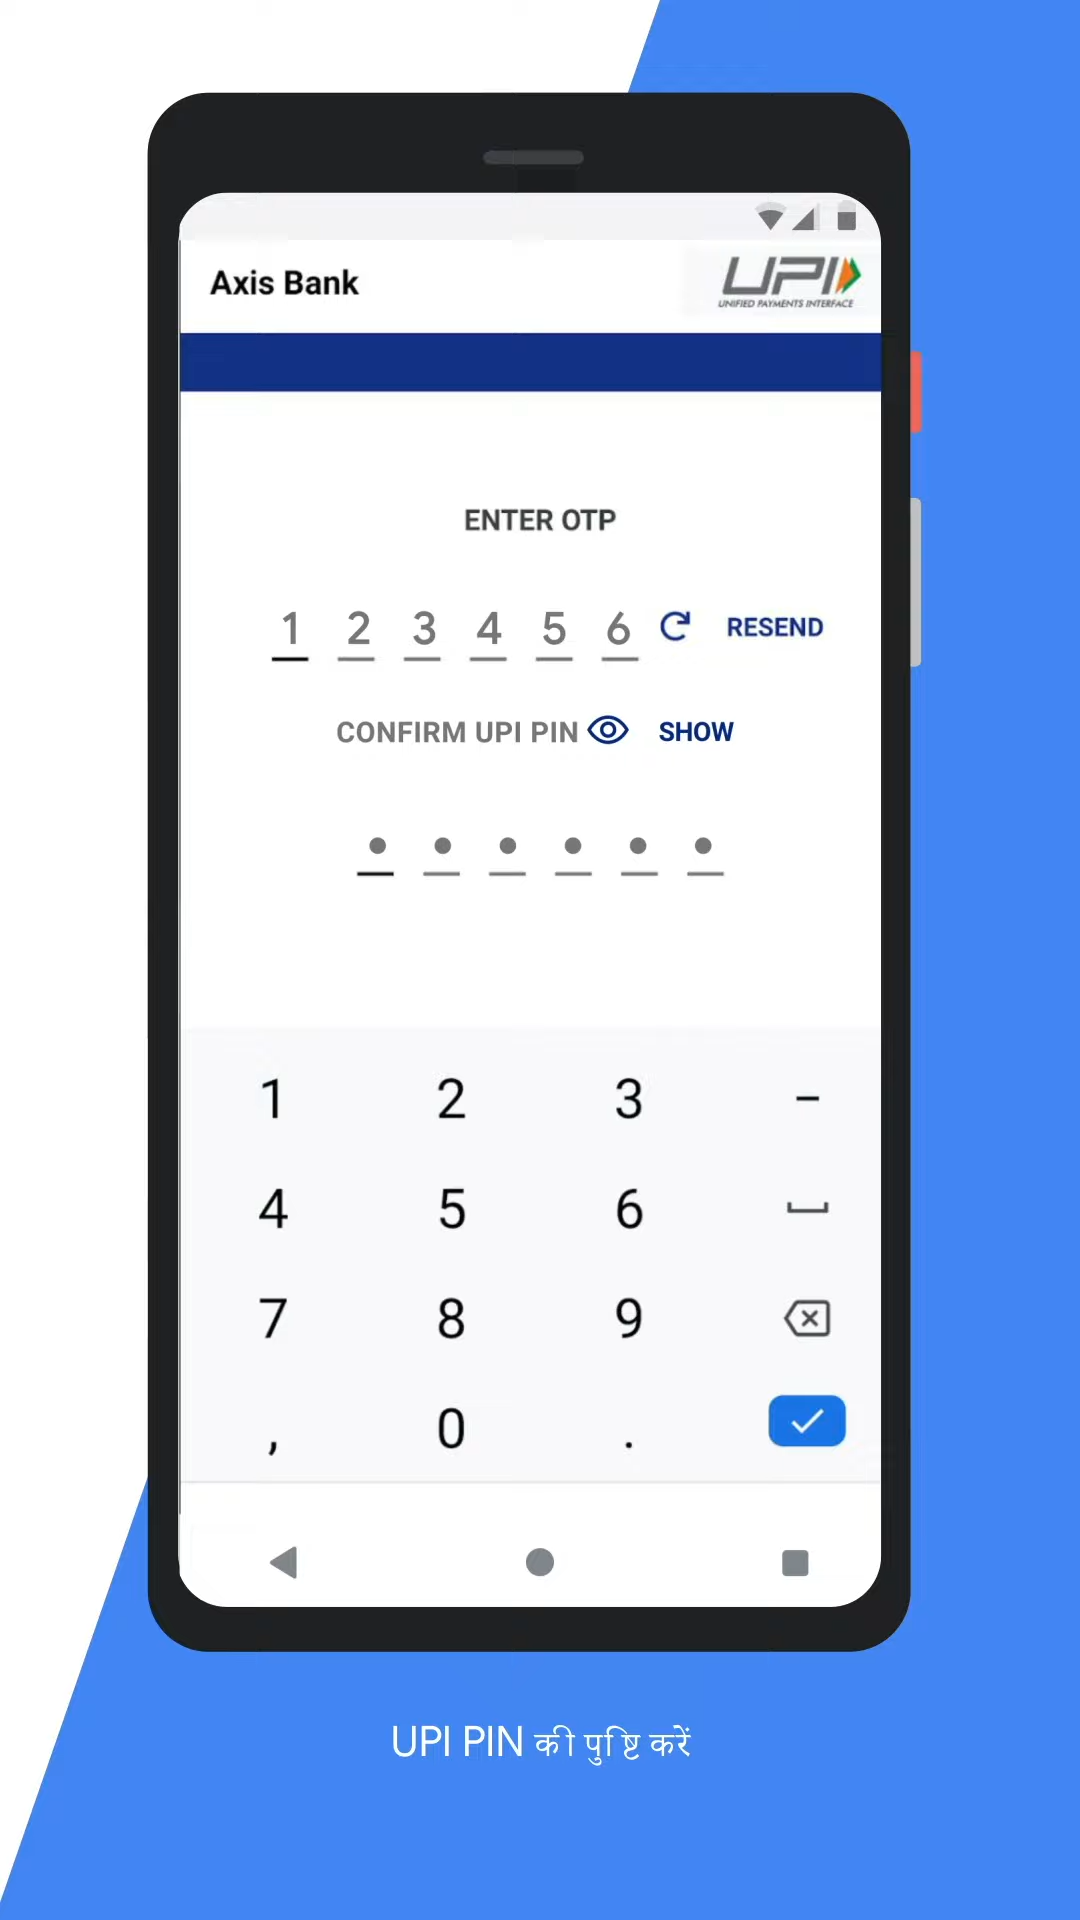 Axis Bank
UPI
UNIFIED PAYMENTS INTERFACE
ENTER OTP
1 2 3 4 5 6 RESEND
CONFIRM UPI PIN SHOW
1 2 3 -
4 5 6
7 8 9
, 0 .
UPI PIN की पुष्टि करें